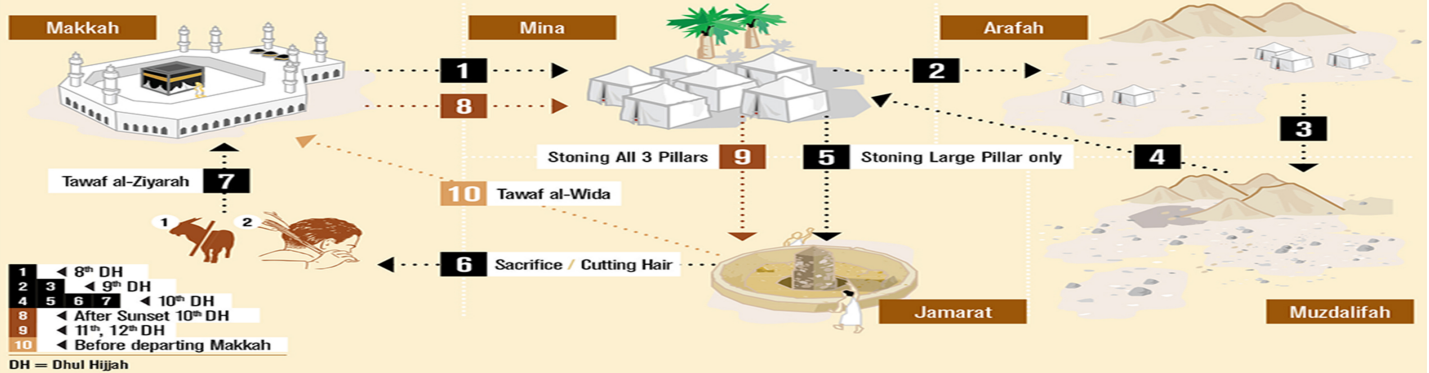 Makkah
Mina
Arafah
1
2
8
3
Stoning All 3 Pillars
9
5
Stoning Large Pillar only
4
Tawaf al-Ziyarah
7
10
Tawaf al-Wida
1
2
6
Sacrifice / Cutting Hair
1 ◄ 8th DH
2 3 ◄ 9th DH
4 5 6 7 ◄ 10th DH
8 ◄ After Sunset 10th DH
9 ◄ 11th, 12th DH
10 ◄ Before departing Makkah
DH = Dhul Hijjah
Jamarat
Muzdalifah